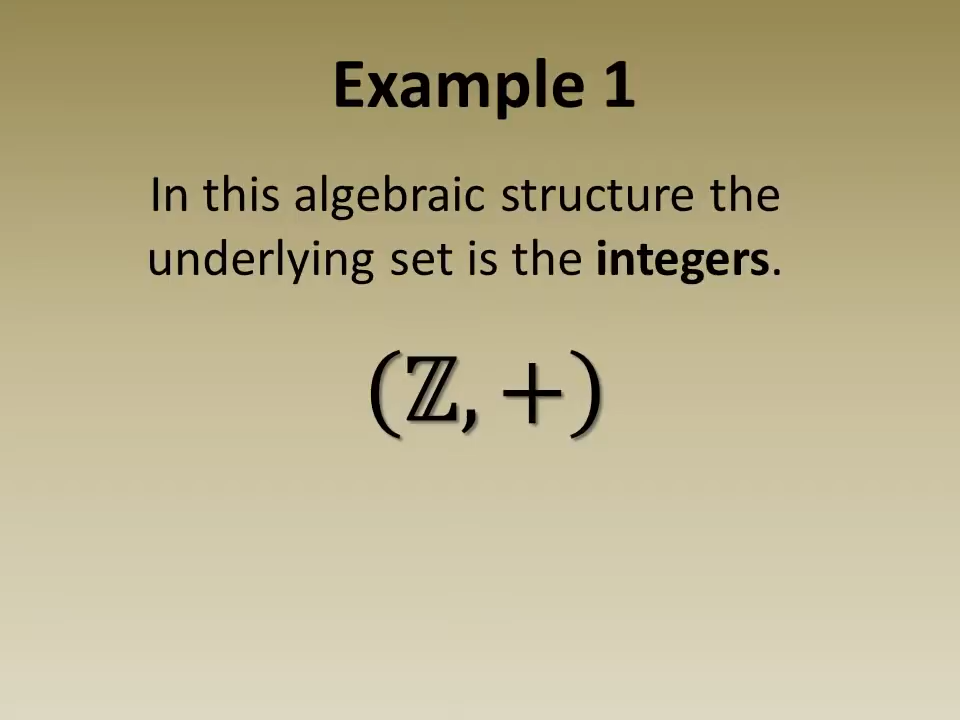 Example 1
In this algebraic structure the
underlying set is the integers.
(ℤ, +)